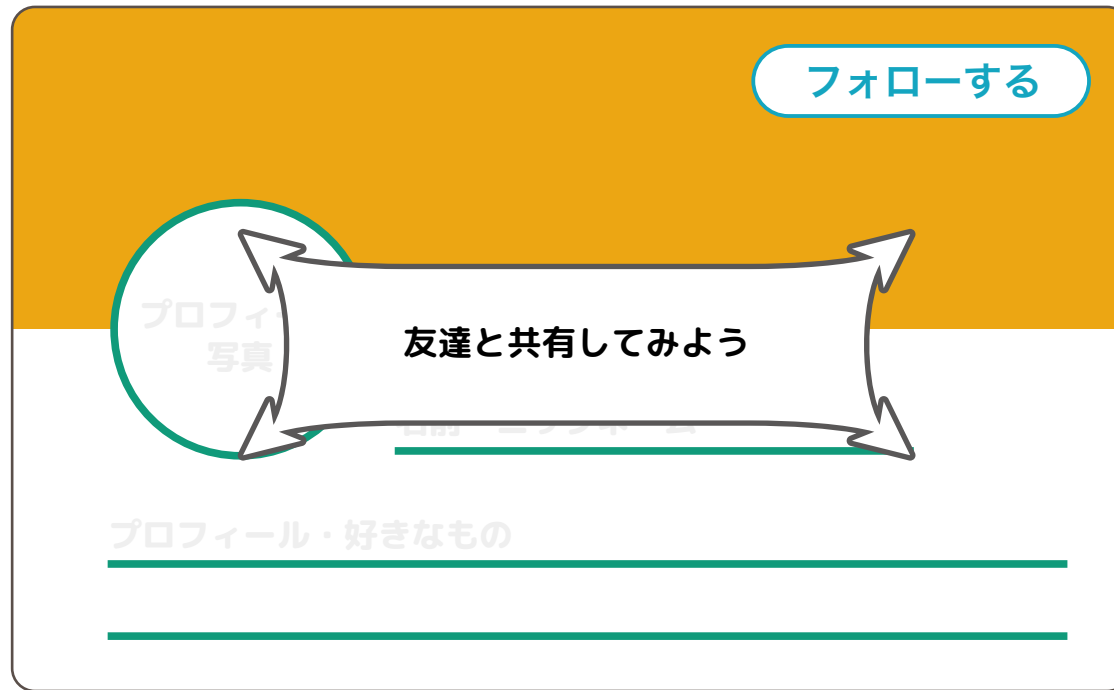 フォローする
プロフィ
写真
友達と共有してみよう
プロフィール・好きなもの